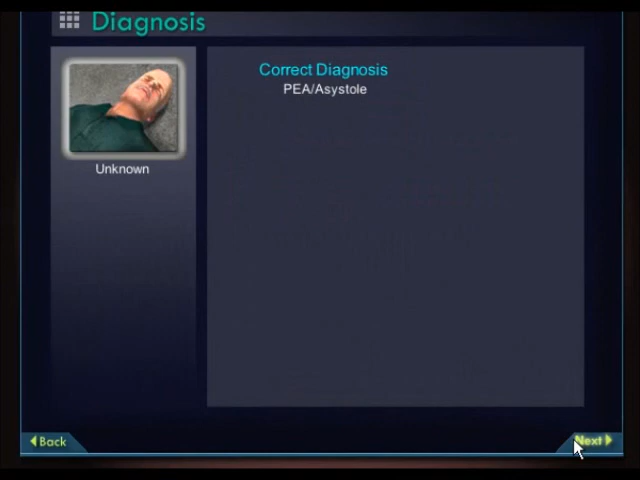 Diagnosis
Correct Diagnosis
PEA/Asystole
Unknown
Back
Next